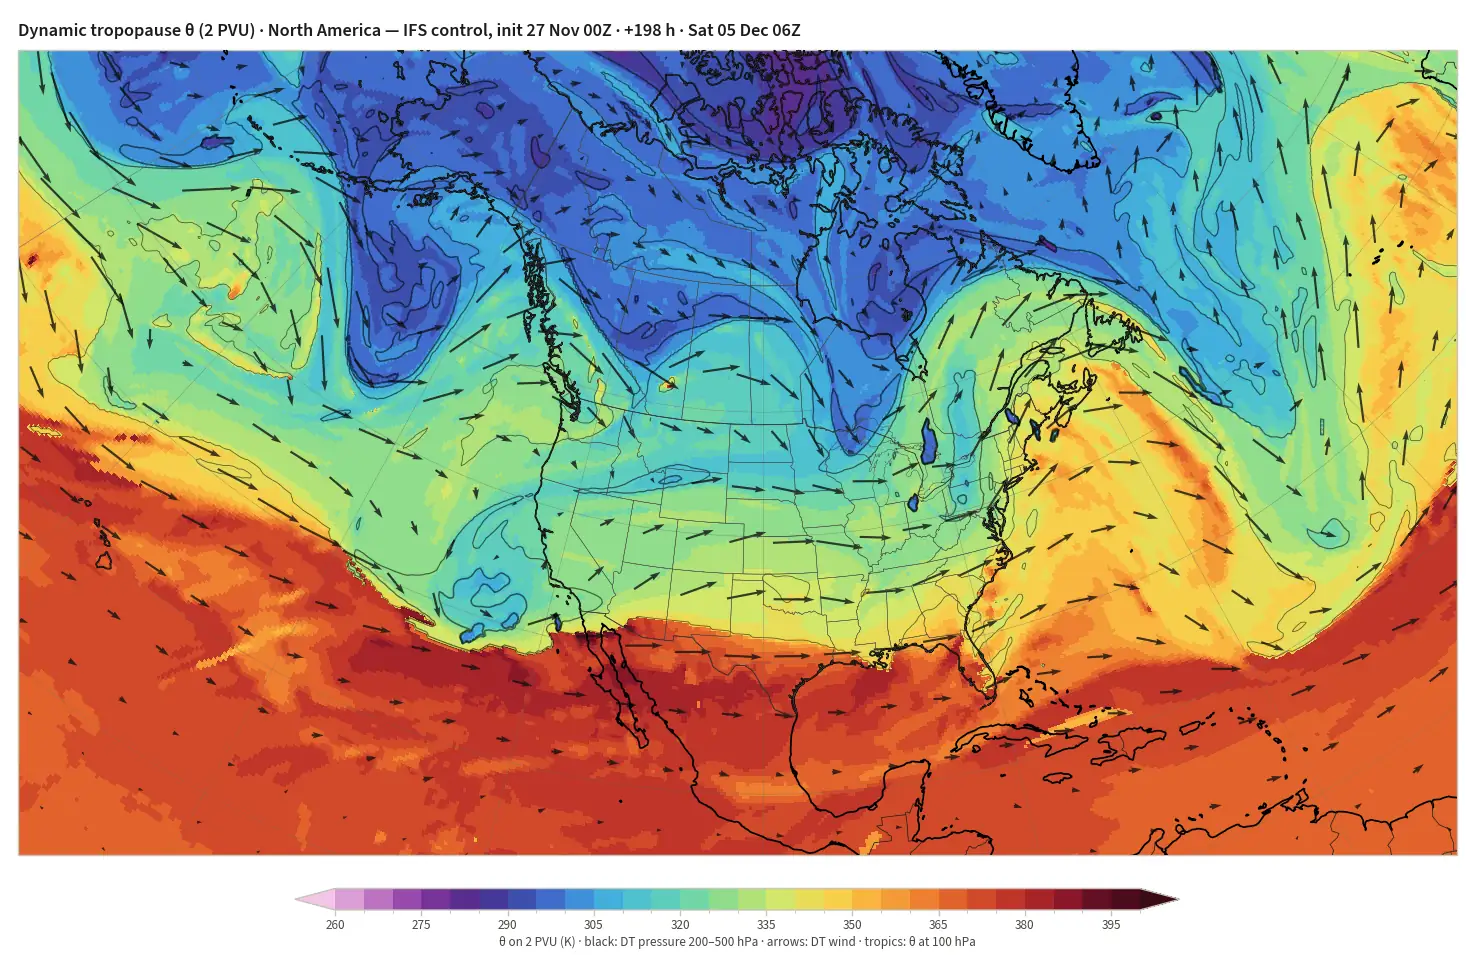 Dynamic tropopause θ (2 PVU) · North America — IFS control, init 27 Nov 00Z · +198 h · Sat 05 Dec 06Z
260 275 290 305 320 335 350 365 380 395
θ on 2 PVU (K) · black: DT pressure 200–500 hPa · arrows: DT wind · tropics: θ at 100 hPa